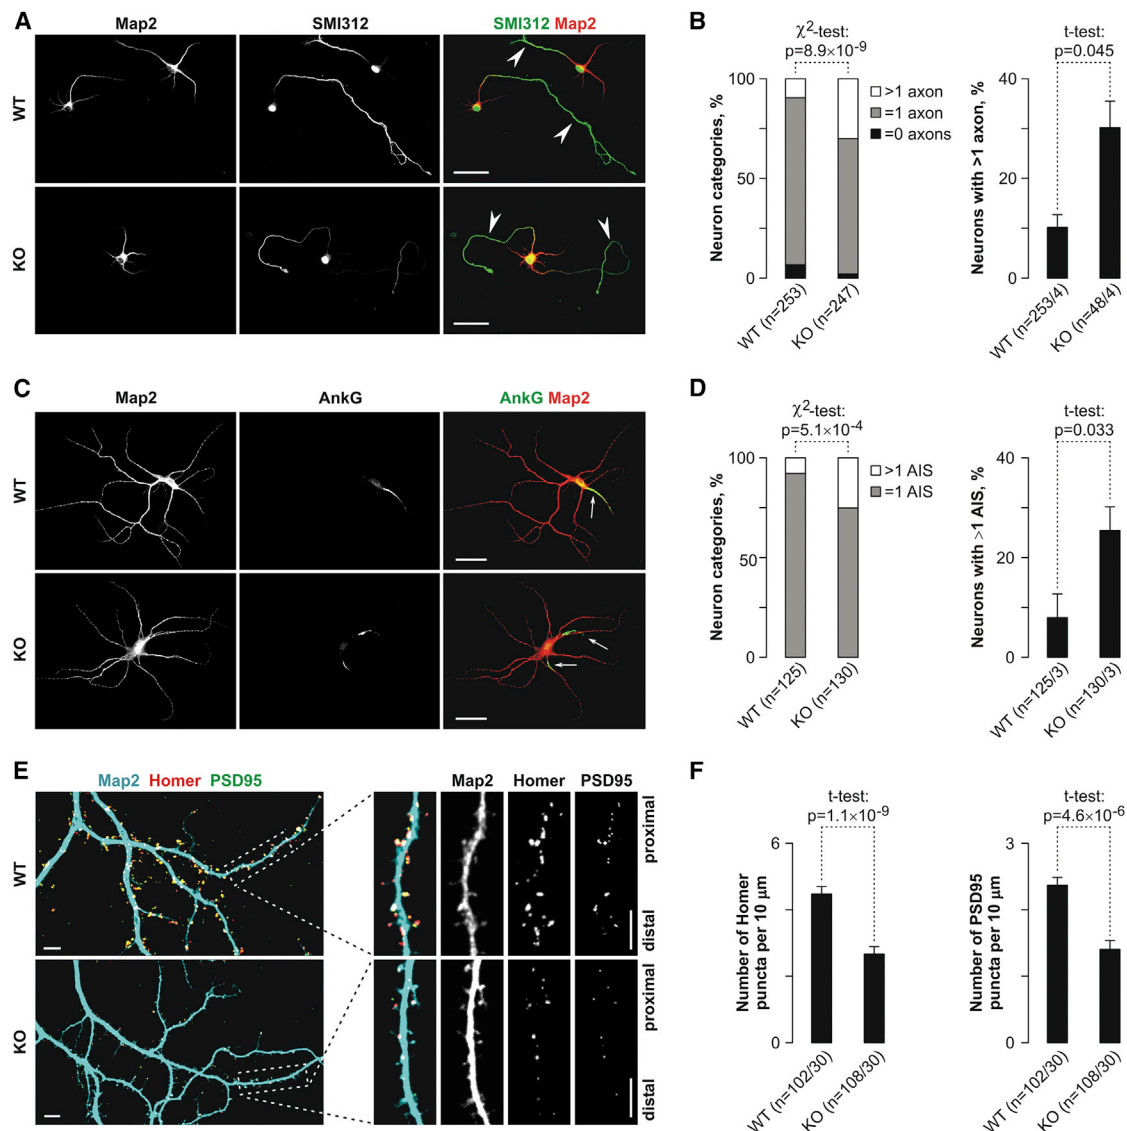 A
Map2
SMI312
SMI312 Map2
WT
KO
B
χ²-test:
p=8.9×10⁻⁹
100
50
0
Neuron categories, %
>1 axon
=1 axon
=0 axons
WT (n=253)
KO (n=247)
t-test:
p=0.045
40
20
0
Neurons with >1 axon, %
WT (n=253/4)
KO (n=48/4)
C
Map2
AnkG
AnkG Map2
WT
KO
D
χ²-test:
p=5.1×10⁻⁴
100
50
0
Neuron categories, %
>1 AIS
=1 AIS
WT (n=125)
KO (n=130)
t-test:
p=0.033
40
20
0
Neurons with >1 AIS, %
WT (n=125/3)
KO (n=130/3)
E
Map2 Homer PSD95
Map2
Homer
PSD95
WT
KO
proximal
distal
proximal
distal
F
t-test:
p=1.1×10⁻⁹
6
3
0
Number of Homer
puncta per 10 μm
WT (n=102/30)
KO (n=108/30)
t-test:
p=4.6×10⁻⁶
3
2
1
0
Number of PSD95
puncta per 10 μm
WT (n=102/30)
KO (n=108/30)